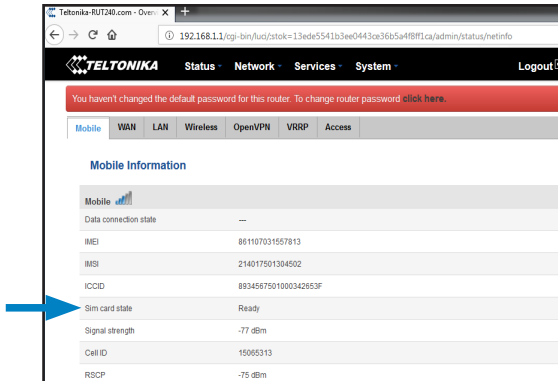 Teltonika-RUT240.com - Overv X +
192.168.1.1/cgi-bin/luci/;stok=13ede5541b3ee0443ce36b5a4f8ff1ca/admin/status/netinfo
TELTONIKA Status Network Services System Logout
You haven't changed the default password for this router. To change router password click here.
Mobile WAN LAN Wireless OpenVPN VRRP Access
Mobile Information
Mobile
Data connection state ---
IMEI 861107031557813
IMSI 214017501304502
ICCID 8934567501000342653F
Sim card state Ready
Signal strength -77 dBm
Cell ID 15065313
RSCP -75 dBm